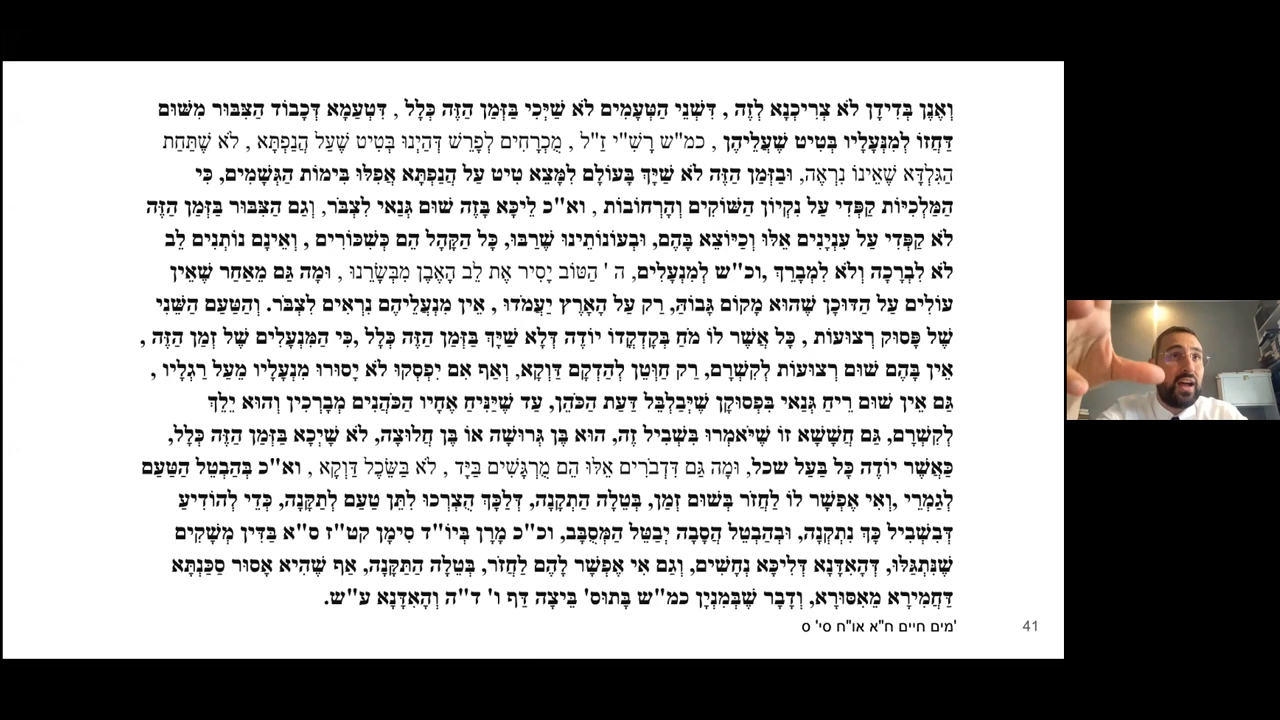 וְאֶנַן בְּדִידָן לֹא צְרִיכְנָא לְזֶה , דִּשְׁנֵי הַטְּעָמִים לֹא שַׁיְּכִי בַּזְּמַן הַזֶּה כְּלָל , דְּטַעְמָא דְּכְבוֹד הַצִּבּוּר מִשּׁוּם
דַּחֲזוּ לְמִנְעָלָיו בְּטִיט שֶׁעֲלֵיהֶן , כמ"ש רַשִׁ"י ז"ל , מֻכְרָחִים לְפָרֵשׁ דְּהַיְנוּ בְּטִיט שֶׁעַל הַנַפְתָּא , לֹא שֶׁתַּחַת
הַגִּלְדָּא שֶׁאֵינוֹ נִרְאֶה, וּבַזְּמַן הַזֶּה לֹא שַׁיָּךְ בָּעוֹלָם לִמָּצֵא טִיט עַל הַנַפְתָּא אֲפִלּוּ בִּימוֹת הַגְּשָׁמִים, כִּי
הַמַּלְכִיּוֹת קַפְּדִי עַל נִקְיוֹן הַשְּׁוָקִים וְהָרְחוֹבוֹת , וא"כ לֵיכָּא בָּזֶה שׁוּם גְּנַאי לַצִּבֹּר, וְגַם הַצִּבּוּר בַּזְּמַן הַזֶּה
לֹא קַפְּדִי עַל עִנְיָנִים אֵלּוּ וְכַיּוֹצֵא בָּהֶם, וּבַעֲוֹנוֹתֵינוּ שֶׁרַבּוּ, כָּל הַקָּהָל הֵם כְּשִׁכּוֹרִים , וְאֵינָם נוֹתְנִים לֵב
לֹא לִבְרָכָה וְלֹא לִמְבָרֵךְ ,וכ"ש לְמִנְעָלִים, ה ' הַטּוֹב יָסִיר אֶת לֵב הָאֶבֶן מִבְּשָׂרֵנוּ , וּמָה גַּם מֵאַחַר שֶׁאֵין
עוֹלִים עַל הַדּוּכָן שֶׁהוּא מָקוֹם גָּבוֹהַּ, רַק עַל הָאָרֶץ יַעֲמֹדוּ , אֵין מִנְעֲלֵיהֶם נִרְאִים לַצִּבֹּר. וְהַטַּעַם הַשֵּׁנִי
שֶׁל פָּסוּק רְצוּעוֹת , כָּל אֲשֶׁר לוֹ מֹחַ בְּקָדְקֳדוֹ יוֹדֶה דְּלָא שַׁיָּךְ בַּזְּמַן הַזֶּה כְּלָל ,כִּי הַמִּנְעָלִים שֶׁל זְמַן הַזֶּה ,
אֵין בָּהֶם שׁוּם רְצוּעוֹת לְקִשְׁרָם, רַק חוּטִן לְהַדְּקָם דַּוְקָא, וְאַף אִם יִפְסְקוּ לֹא יָסוּרוּ מִנְעָלָיו מֵעַל רַגְלָיו ,
גַּם אֵין שׁוּם רֵיחַ גְּנַאי בִּפְסוּקָן שֶׁיְּבַלְבֵּל דַּעַת הַכֹּהֵן, עַד שֶׁיַּנִּיחַ אֶחָיו הַכֹּהֲנִים מְבָרְכִין וְהוּא יֵלֵךְ
לְקִשְׁרָם, גַּם חֲשָׁשָׁא זוֹ שֶׁיֹּאמְרוּ בִּשְׁבִיל זֶה, הוּא בֶּן גְּרוּשָׁה אוֹ בֶּן חֲלוּצָה, לֹא שַׁיְכָא בַּזְּמַן הַזֶּה כְּלָל,
כַּאֲשֶׁר יוֹדֶה כָּל בַּעַל שכל, וּמָה גַּם דִּדְבֹרִים אֵלּוּ הֵם מֻרְגָּשִׁים בַּיָּד , לֹא בַּשֵּׂכֶל דַּוְקָא , וא"כ בְּהִבָּטֵל הַטַּעַם
לְגַמְרֵי ,וְאִי אֶפְשָׁר לוֹ לַחֲזֹר בְּשׁוּם זְמַן, בָּטְלָה הַתַּקָּנָה, דְּלַכָּךְ הֻצְרְכוּ לִתֵּן טַעַם לַתַּקָּנָה, כְּדֵי לְהוֹדִיעַ
דְּבִשְׁבִיל כָּךְ נִתְקְנָה, וּבְהִבָּטֵל הַסִּבָּה יְבֻטַּל הַמְּסֻבָּב, וכ"כ מָרָן בְּיוֹ"ד סִימָן קט"ז ס"א בַּדִּין מַשְׁקִים
שֶׁנִּתְגַּלּוּ, דְּהָאִדָּנָא דְּלֵיכָּא נְחָשִׁים, וְגַם אִי אֶפְשָׁר לָהֶם לַחֲזֹר, בָּטְלָה הַתַּקָּנָה, אַף שֶׁהִיא אִסּוּר סַכַּנְתָּא
דַּחֲמִירָא מֵאִסּוּרָא, וְדָבָר שֶׁבְּמִנְיָן כמ"ש בְּתוֹס' בֵּיצָה דַּף ו' ד"ה וְהָאִדָּנָא ע"ש.
'מים חיים ח"א או"ח סי' ס
41